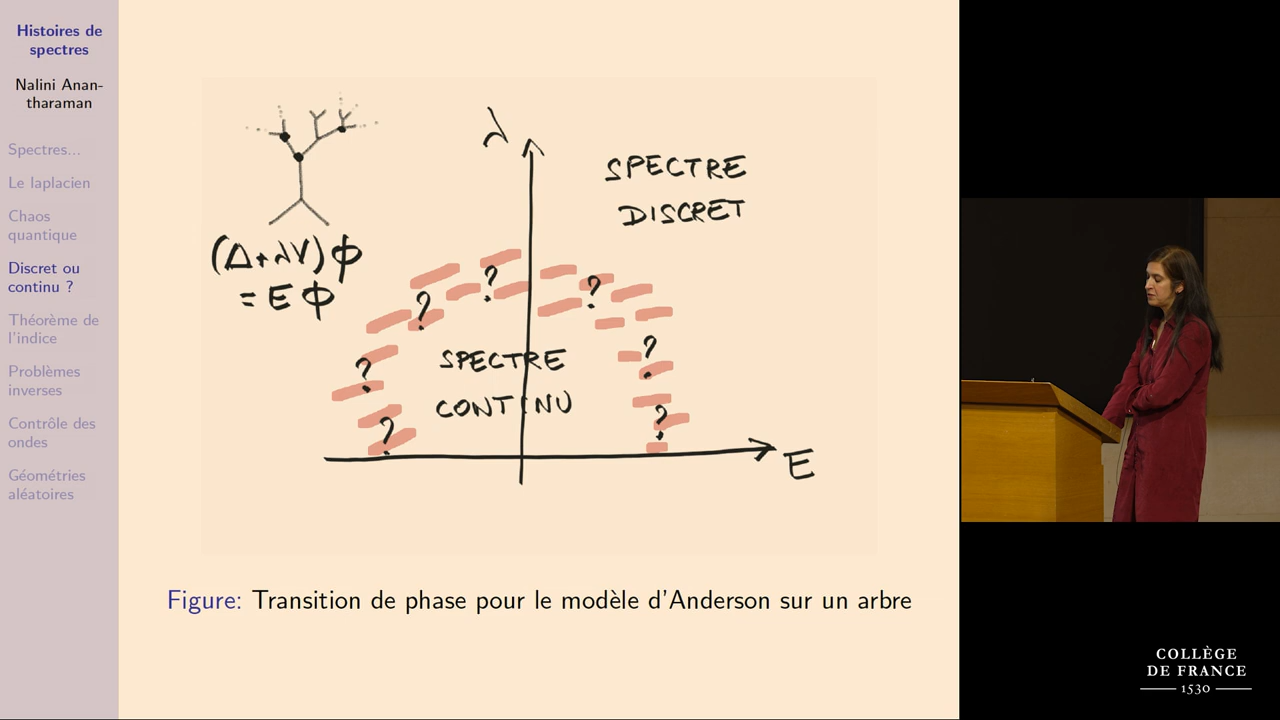 Histoires de
spectres
Nalini Anan-
tharaman
Spectres...
Le laplacien
Chaos
quantique
Discret ou
continu ?
Théorème de
l'indice
Problèmes
inverses
Contrôle des
ondes
Géométries
aléatoires
(Δ+λV)Φ
= EΦ
λ
SPECTRE
DISCRET
?
?
?
?
?
SPECTRE
CONTINU
?
?
?
E
Figure: Transition de phase pour le modèle d'Anderson sur un arbre
COLLÈGE
DE FRANCE
1530